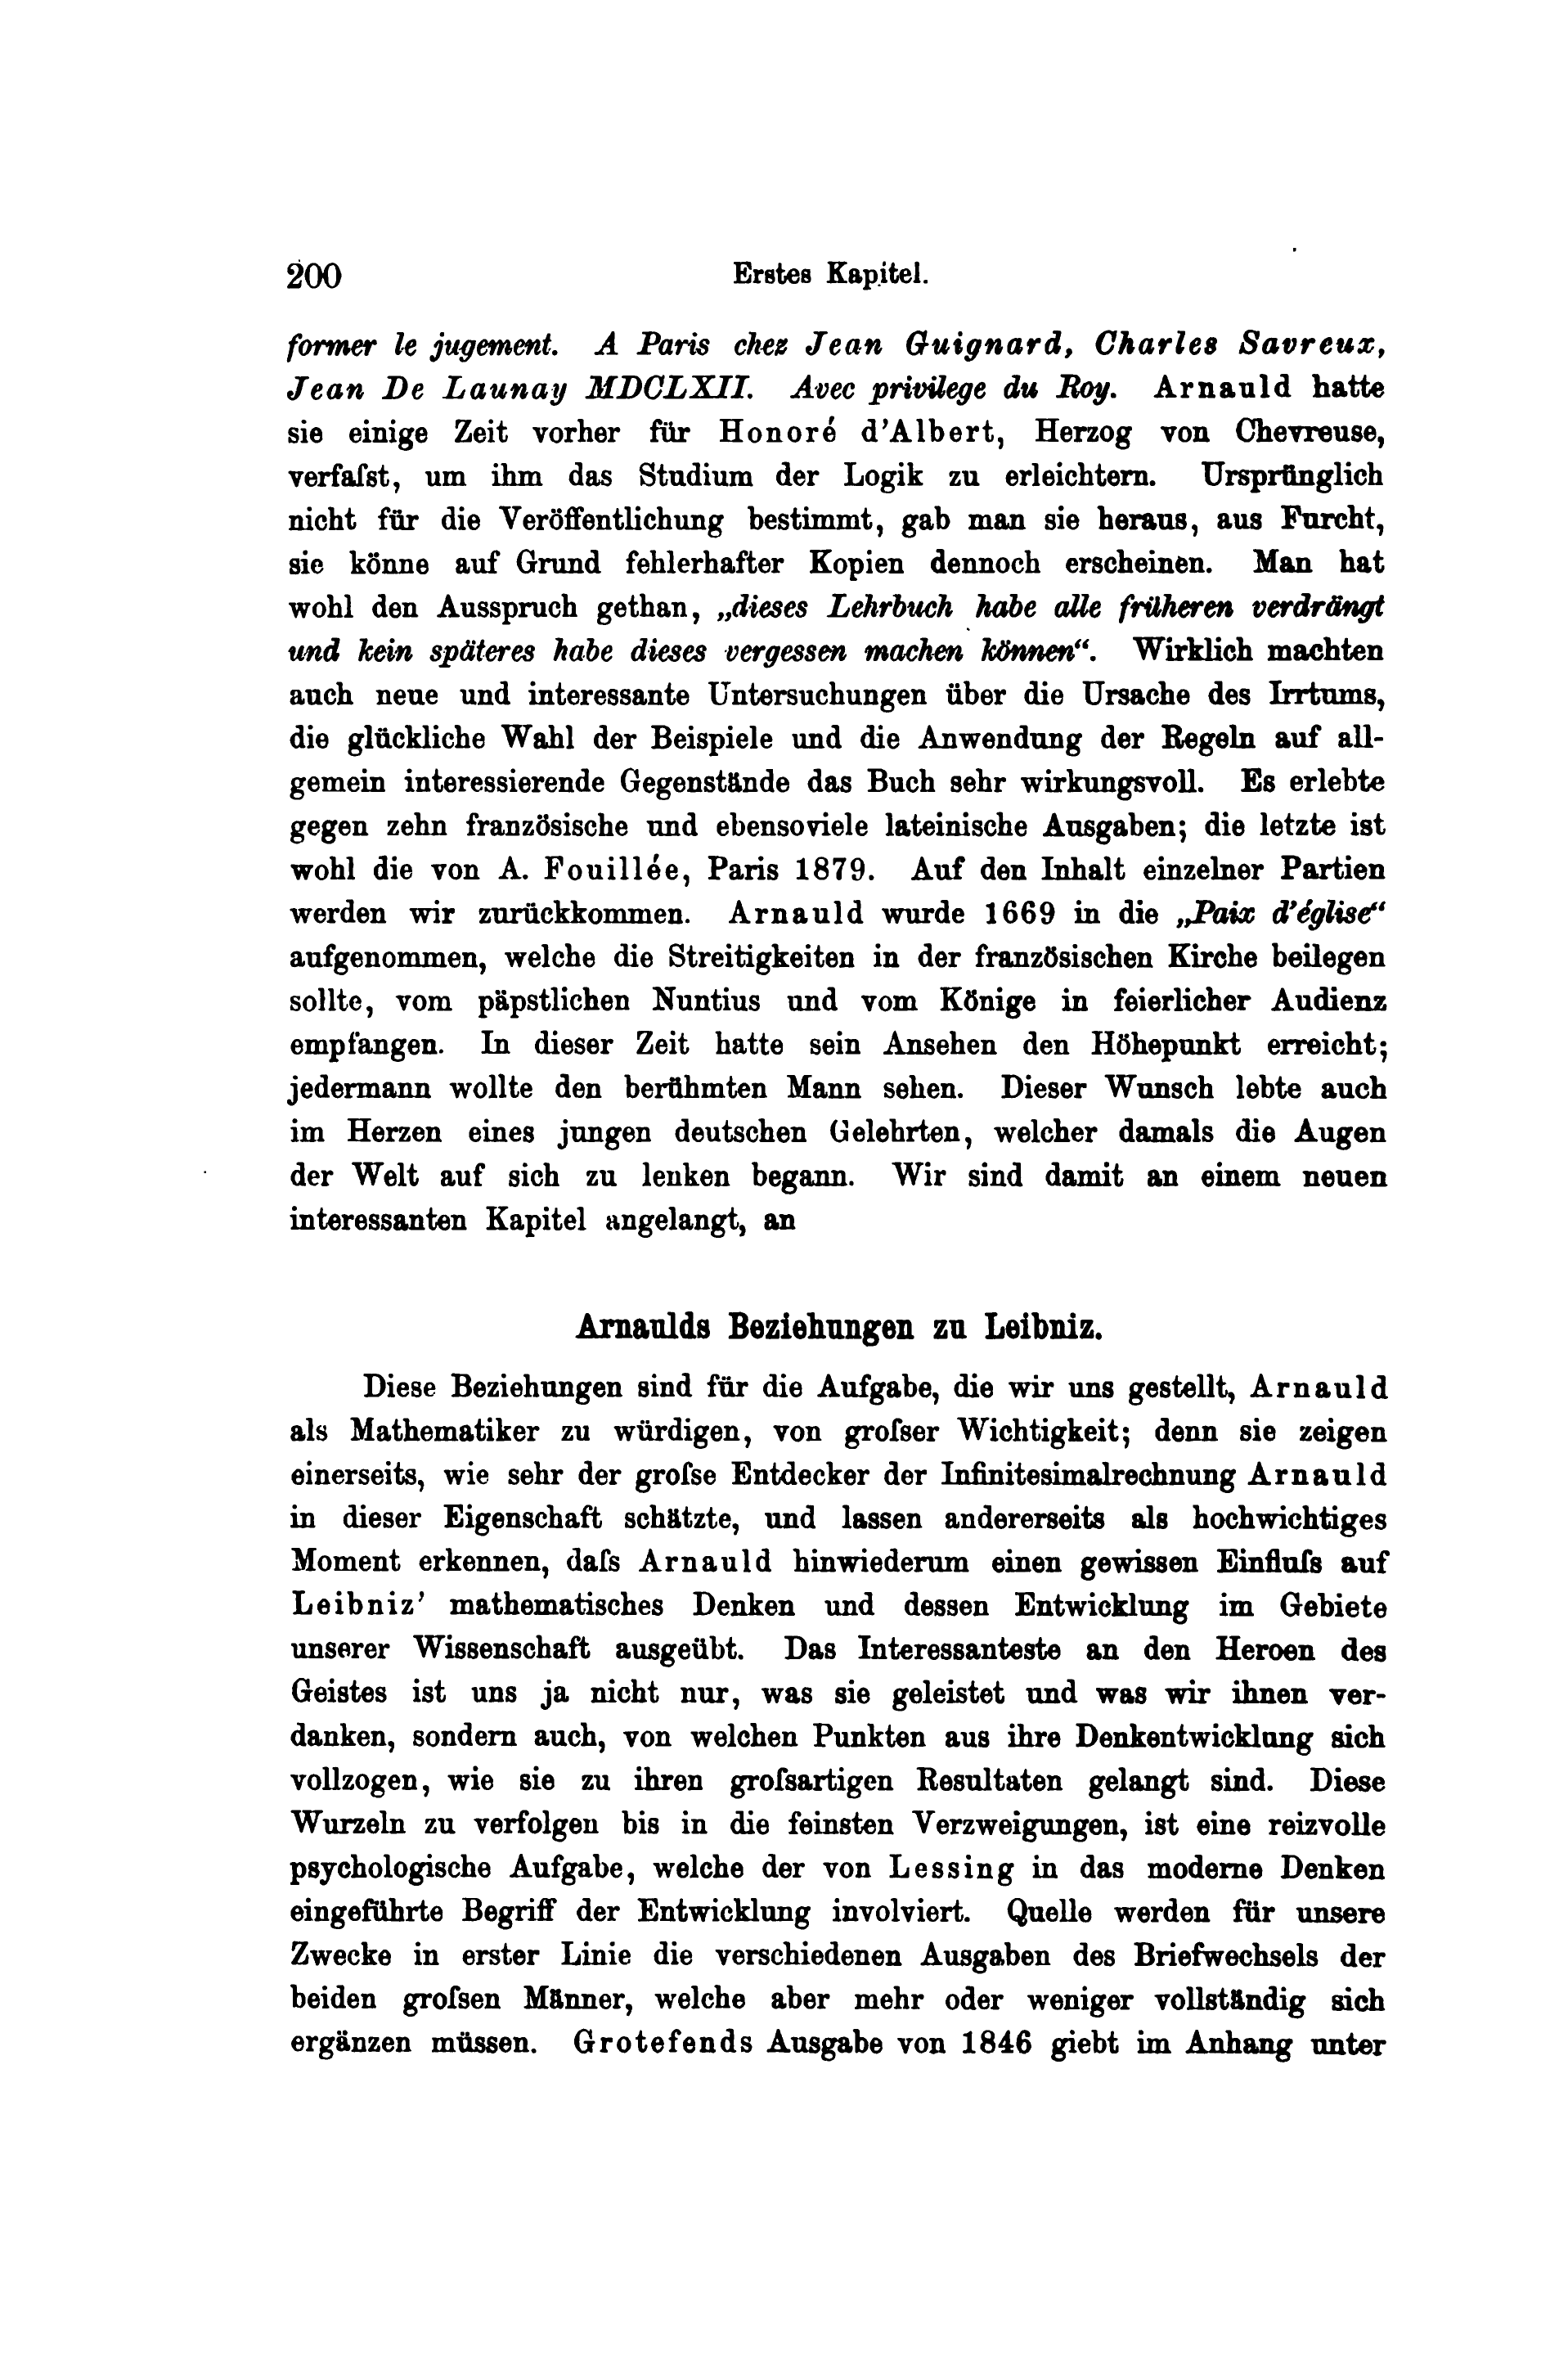 200 Erstes Kapitel.
former le jugement. A Paris chez Jean Guignard, Charles Savreux,
Jean De Launay MDCLXII. Avec privilege du Roy. Arnauld hatte
sie einige Zeit vorher für Honoré d'Albert, Herzog von Chevreuse,
verfaſst, um ihm das Studium der Logik zu erleichtern. Ursprünglich
nicht für die Veröffentlichung bestimmt, gab man sie heraus, aus Furcht,
sie könne auf Grund fehlerhafter Kopien dennoch erscheinen. Man hat
wohl den Ausspruch gethan, „dieses Lehrbuch habe alle früheren verdrängt
und kein späteres habe dieses vergessen machen können“. Wirklich machten
auch neue und interessante Untersuchungen über die Ursache des Irrtums,
die glückliche Wahl der Beispiele und die Anwendung der Regeln auf all-
gemein interessierende Gegenstände das Buch sehr wirkungsvoll. Es erlebte
gegen zehn französische und ebensoviele lateinische Ausgaben; die letzte ist
wohl die von A. Fouillée, Paris 1879. Auf den Inhalt einzelner Partien
werden wir zurückkommen. Arnauld wurde 1669 in die „Paix d'église“
aufgenommen, welche die Streitigkeiten in der französischen Kirche beilegen
sollte, vom päpstlichen Nuntius und vom Könige in feierlicher Audienz
empfangen. In dieser Zeit hatte sein Ansehen den Höhepunkt erreicht;
jedermann wollte den berühmten Mann sehen. Dieser Wunsch lebte auch
im Herzen eines jungen deutschen Gelehrten, welcher damals die Augen
der Welt auf sich zu lenken begann. Wir sind damit an einem neuen
interessanten Kapitel angelangt, an
Arnaulds Beziehungen zu Leibniz.
Diese Beziehungen sind für die Aufgabe, die wir uns gestellt, Arnauld
als Mathematiker zu würdigen, von groſser Wichtigkeit; denn sie zeigen
einerseits, wie sehr der groſse Entdecker der Infinitesimalrechnung Arnauld
in dieser Eigenschaft schätzte, und lassen andererseits als hochwichtiges
Moment erkennen, daſs Arnauld hinwiederum einen gewissen Einfluſs auf
Leibniz' mathematisches Denken und dessen Entwicklung im Gebiete
unserer Wissenschaft ausgeübt. Das Interessanteste an den Heroen des
Geistes ist uns ja nicht nur, was sie geleistet und was wir ihnen ver-
danken, sondern auch, von welchen Punkten aus ihre Denkentwicklung sich
vollzogen, wie sie zu ihren groſsartigen Resultaten gelangt sind. Diese
Wurzeln zu verfolgen bis in die feinsten Verzweigungen, ist eine reizvolle
psychologische Aufgabe, welche der von Lessing in das moderne Denken
eingeführte Begriff der Entwicklung involviert. Quelle werden für unsere
Zwecke in erster Linie die verschiedenen Ausgaben des Briefwechsels der
beiden groſsen Männer, welche aber mehr oder weniger vollständig sich
ergänzen müssen. Grotefends Ausgabe von 1846 giebt im Anhang unter